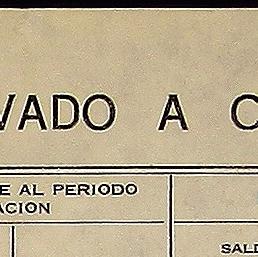 VADO A C
E AL PERIODO
ACION
SALD